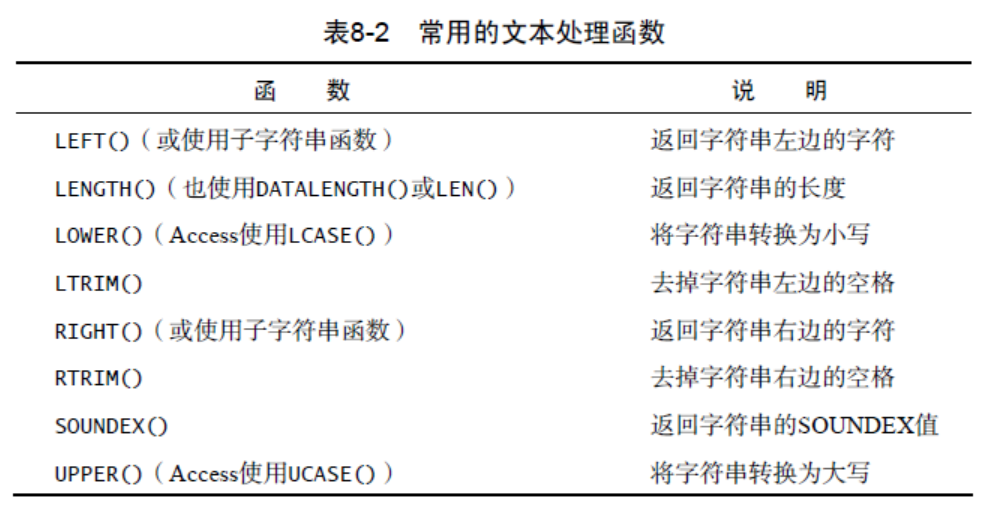 表8-2 常用的文本处理函数
函 数 说 明
LEFT()（或使用子字符串函数） 返回字符串左边的字符
LENGTH()（也使用DATALENGTH()或LEN()） 返回字符串的长度
LOWER()（Access使用LCASE()） 将字符串转换为小写
LTRIM() 去掉字符串左边的空格
RIGHT()（或使用子字符串函数） 返回字符串右边的字符
RTRIM() 去掉字符串右边的空格
SOUNDEX() 返回字符串的SOUNDEX值
UPPER()（Access使用UCASE()） 将字符串转换为大写